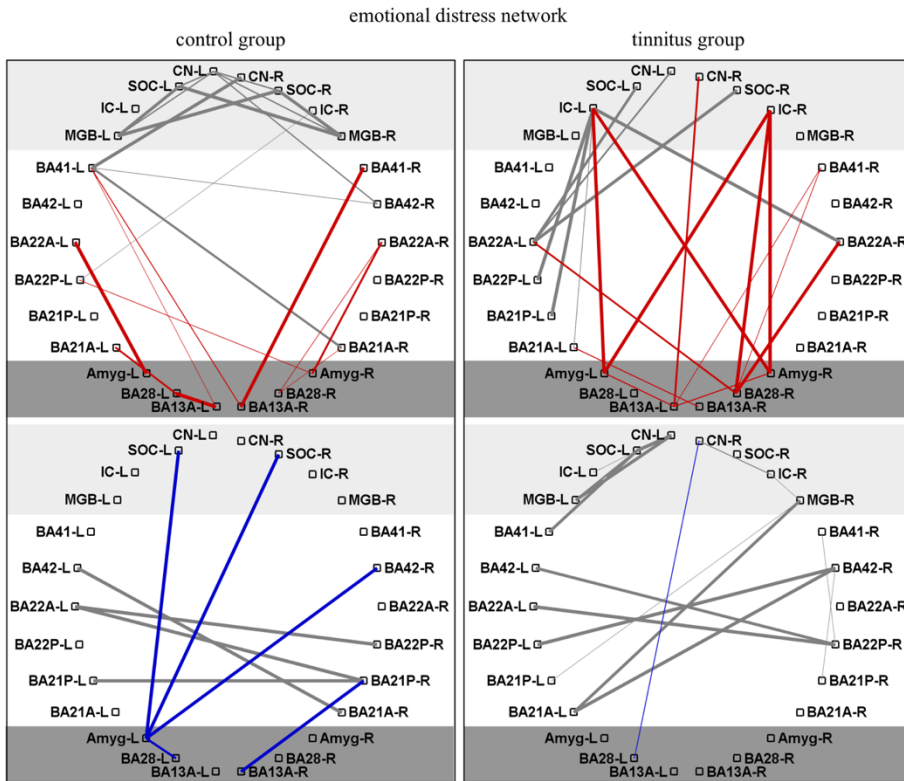 emotional distress network
control group
tinnitus group
CN-L
CN-R
SOC-L
SOC-R
IC-L
IC-R
MGB-L
MGB-R
BA41-L
BA41-R
BA42-L
BA42-R
BA22A-L
BA22A-R
BA22P-L
BA22P-R
BA21P-L
BA21P-R
BA21A-L
BA21A-R
Amyg-L
Amyg-R
BA28-L
BA28-R
BA13A-L
BA13A-R
CN-L
CN-R
SOC-L
SOC-R
IC-L
IC-R
MGB-L
MGB-R
BA41-L
BA41-R
BA42-L
BA42-R
BA22A-L
BA22A-R
BA22P-L
BA22P-R
BA21P-L
BA21P-R
BA21A-L
BA21A-R
Amyg-L
Amyg-R
BA28-L
BA28-R
BA13A-L
BA13A-R
CN-L
CN-R
SOC-L
SOC-R
IC-L
IC-R
MGB-L
MGB-R
BA41-L
BA41-R
BA42-L
BA42-R
BA22A-L
BA22A-R
BA22P-L
BA22P-R
BA21P-L
BA21P-R
BA21A-L
BA21A-R
Amyg-L
Amyg-R
BA28-L
BA28-R
BA13A-L
BA13A-R
CN-L
CN-R
SOC-L
SOC-R
IC-L
IC-R
MGB-L
MGB-R
BA41-L
BA41-R
BA42-L
BA42-R
BA22A-L
BA22A-R
BA22P-L
BA22P-R
BA21P-L
BA21P-R
BA21A-L
BA21A-R
Amyg-L
Amyg-R
BA28-L
BA28-R
BA13A-L
BA13A-R